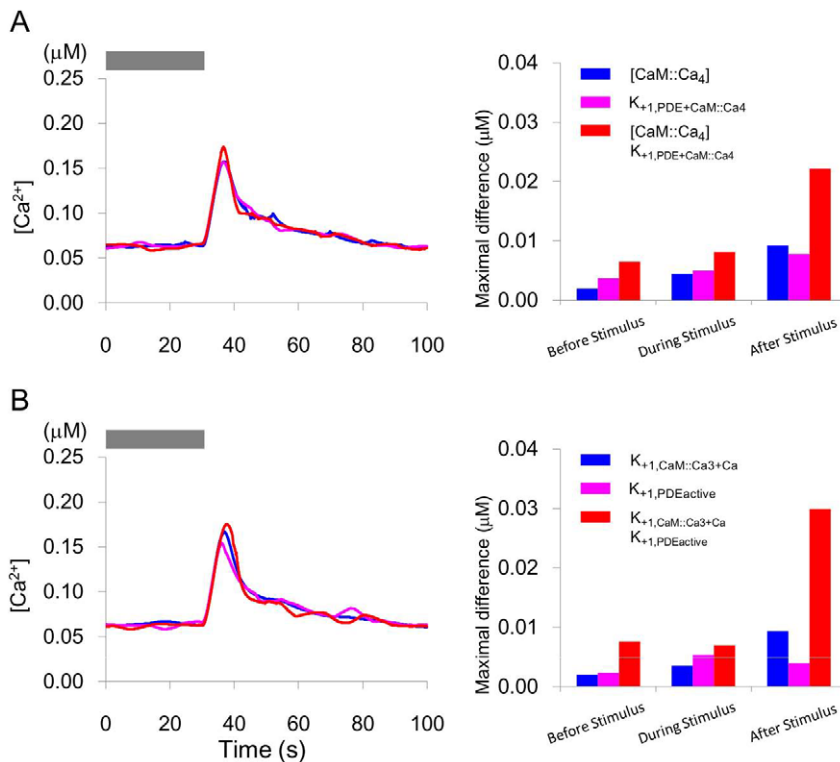 A
(μM)
0.25
0.20
0.15
0.10
0.05
0.00
[Ca²⁺]
0
20
40
60
80
100
0.04
0.03
0.02
0.01
0.00
Maximal difference (μM)
[CaM::Ca₄]
K₊₁,PDE+CaM::Ca4
[CaM::Ca₄]
K₊₁,PDE+CaM::Ca4
Before Stimulus
During Stimulus
After Stimulus
B
(μM)
0.25
0.20
0.15
0.10
0.05
0.00
[Ca²⁺]
0
20
40
60
80
100
Time (s)
0.04
0.03
0.02
0.01
0.00
Maximal difference (μM)
K₊₁,CaM::Ca3+Ca
K₊₁,PDEactive
K₊₁,CaM::Ca3+Ca
K₊₁,PDEactive
Before Stimulus
During Stimulus
After Stimulus